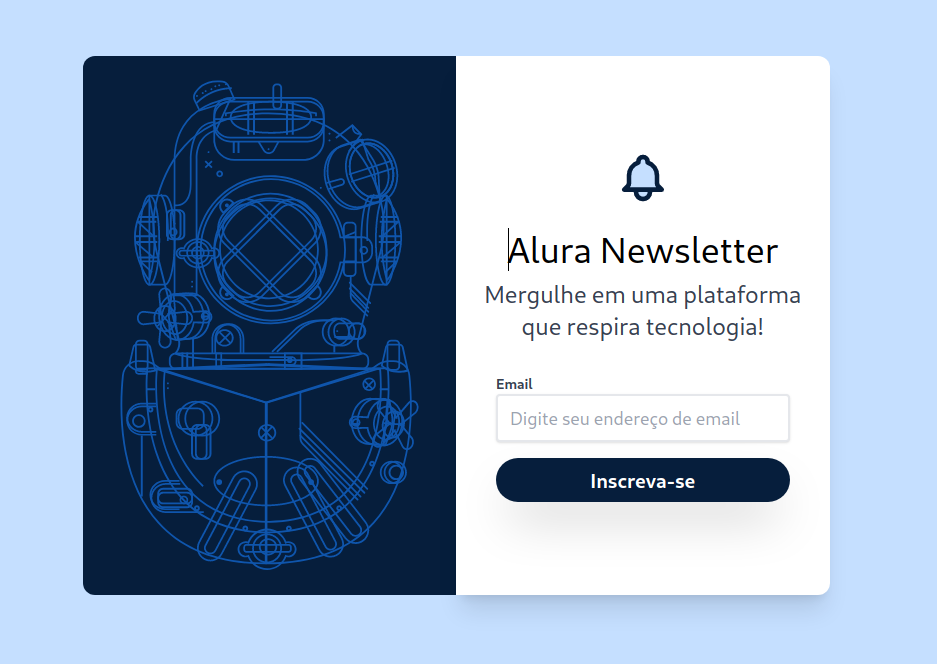 Alura Newsletter
Mergulhe em uma plataforma
que respira tecnologia!
Email
Digite seu endereço de email
Inscreva-se